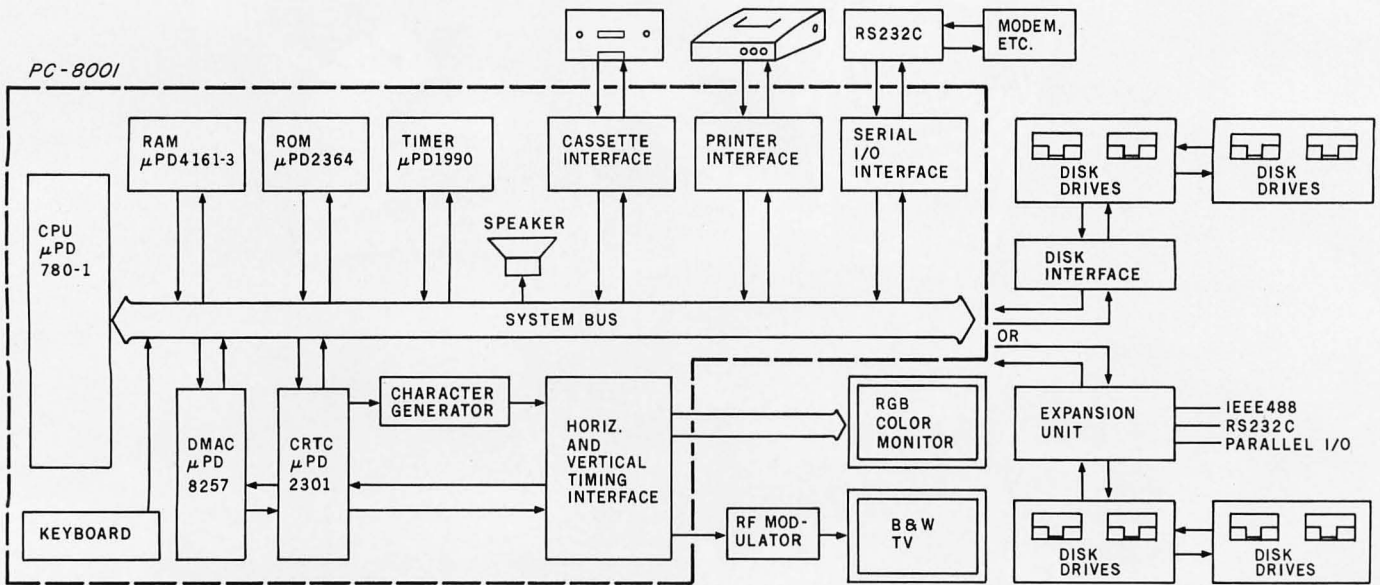 PC-8001
RS232C
MODEM,
ETC.
RAM
μPD4161-3
ROM
μPD2364
TIMER
μPD1990
CASSETTE
INTERFACE
PRINTER
INTERFACE
SERIAL
I/O
INTERFACE
DISK
DRIVES
DISK
DRIVES
CPU
μPD
780-1
SPEAKER
DISK
INTERFACE
SYSTEM BUS
OR
CHARACTER
GENERATOR
DMAC
μPD
8257
CRTC
μPD
2301
HORIZ.
AND
VERTICAL
TIMING
INTERFACE
RGB
COLOR
MONITOR
EXPANSION
UNIT
IEEE488
RS232C
PARALLEL I/O
KEYBOARD
RF MOD-
ULATOR
B&W
TV
DISK
DRIVES
DISK
DRIVES